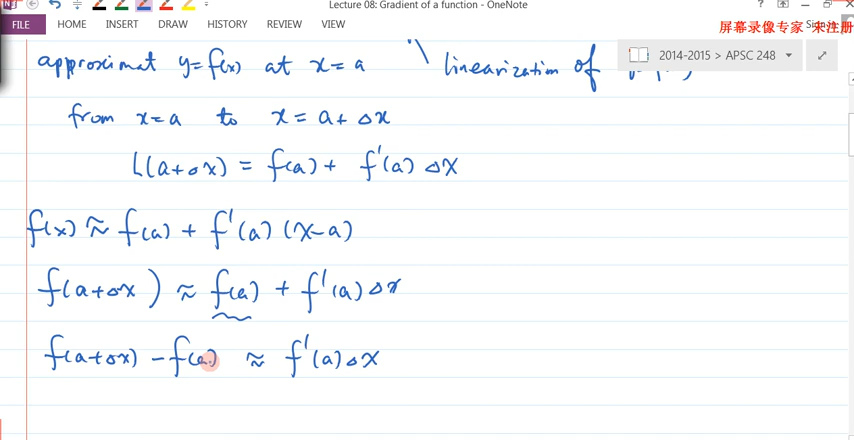 Lecture 08: Gradient of a function - OneNote
FILE HOME INSERT DRAW HISTORY REVIEW VIEW
屏幕录像专家 未注册
2014-2015 > APSC 248
approximat y=f(x) at x=a linearization of
from x=a to x=a+Δx
L(a+Δx) = f(a) + f'(a) Δx
f(x) ≈ f(a) + f'(a) (x-a)
f(a+Δx) ≈ f(a) + f'(a) Δx
f(a+Δx) - f(a) ≈ f'(a) Δx